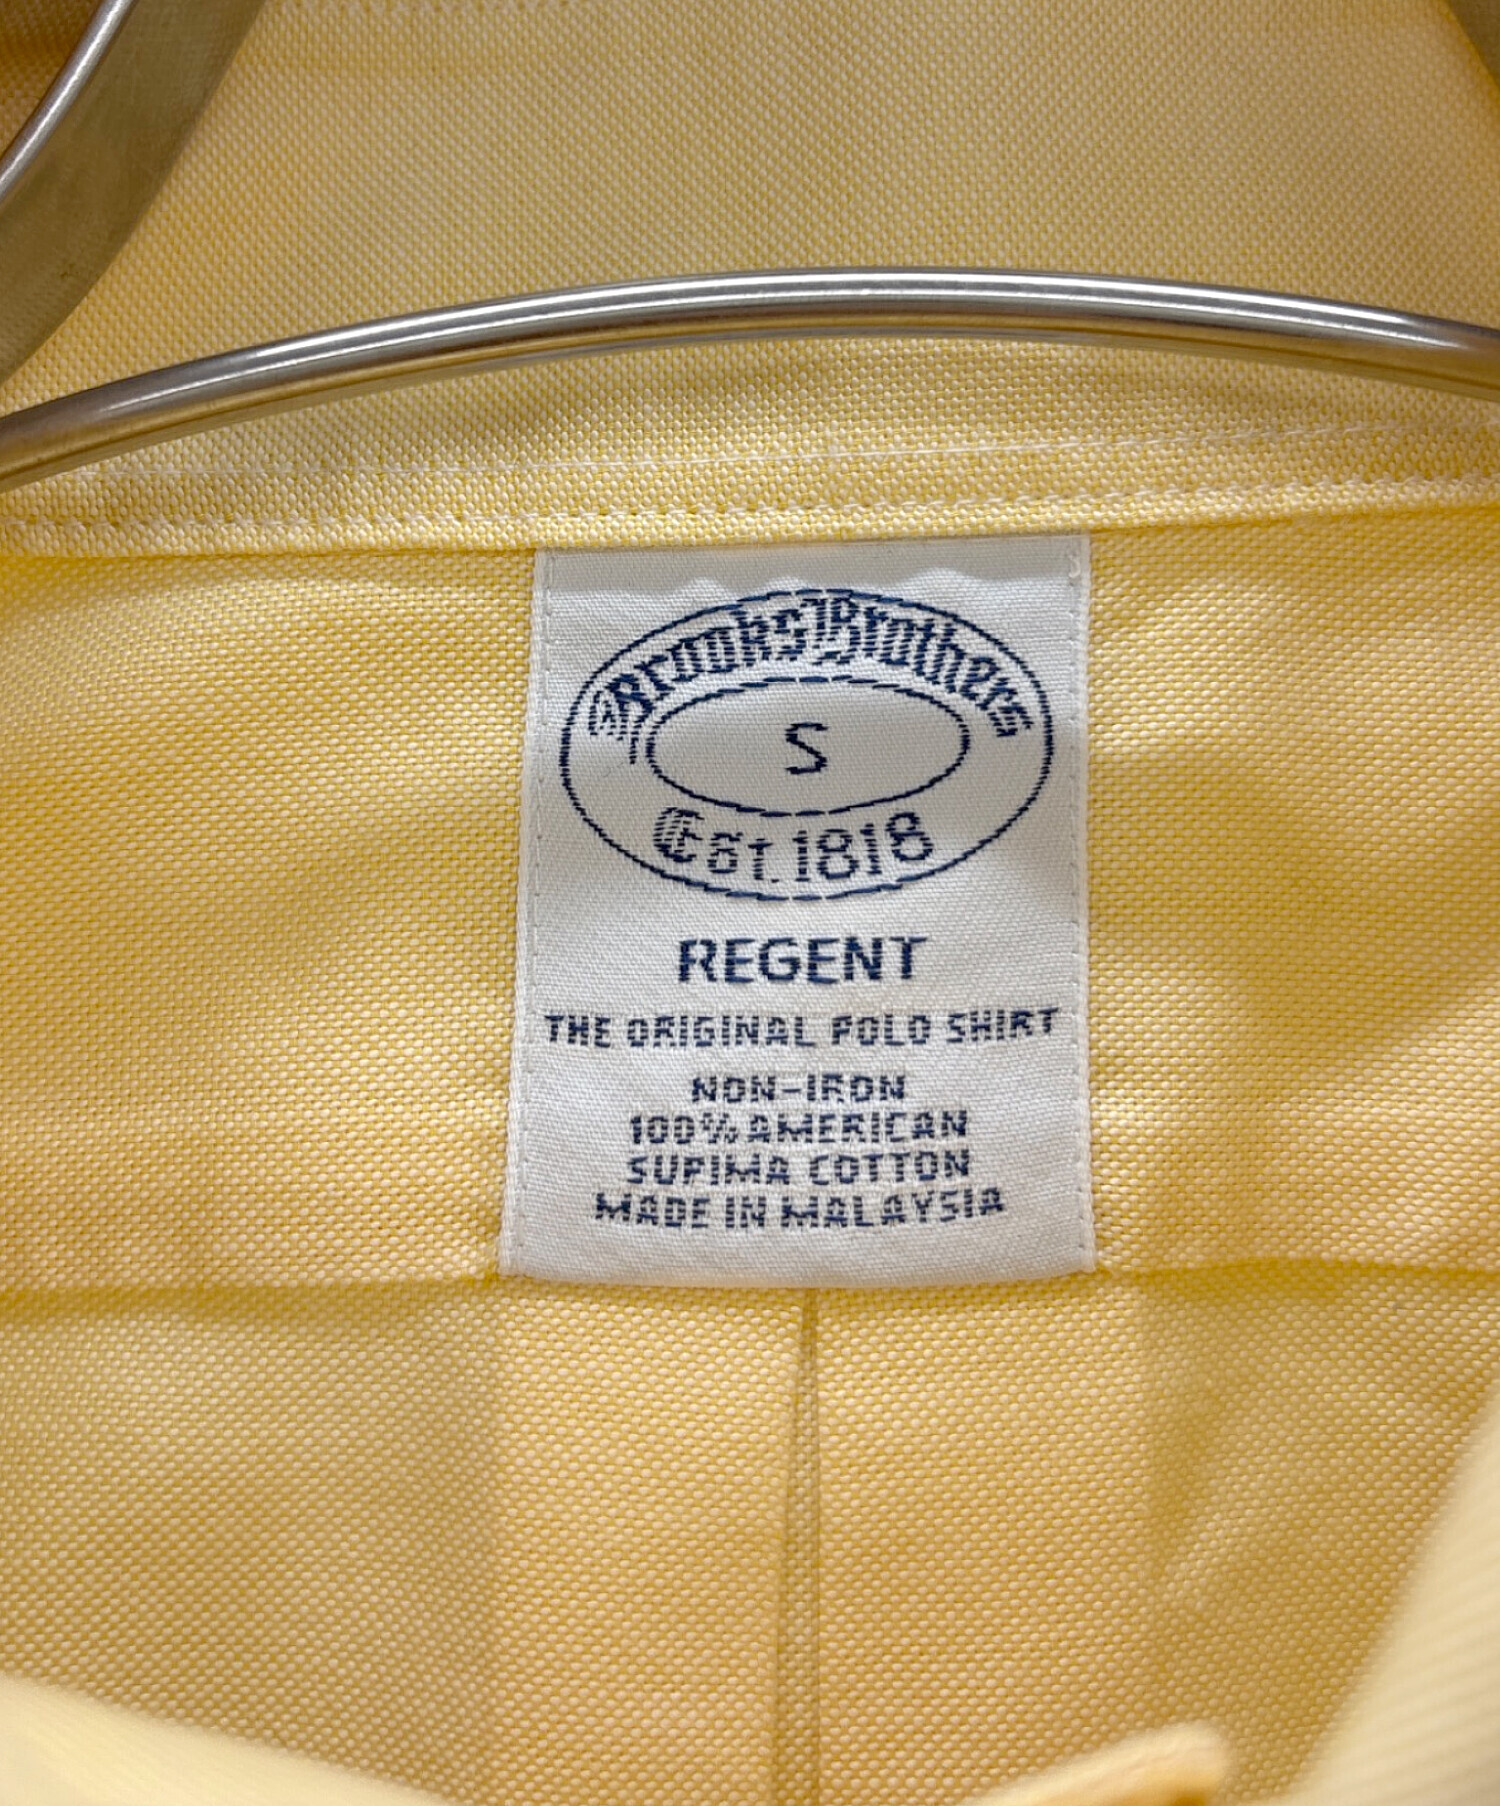 Brooks Brothers
S
Est. 1818
REGENT
THE ORIGINAL POLO SHIRT
NON-IRON
100% AMERICAN
SUPIMA COTTON
MADE IN MALAYSIA